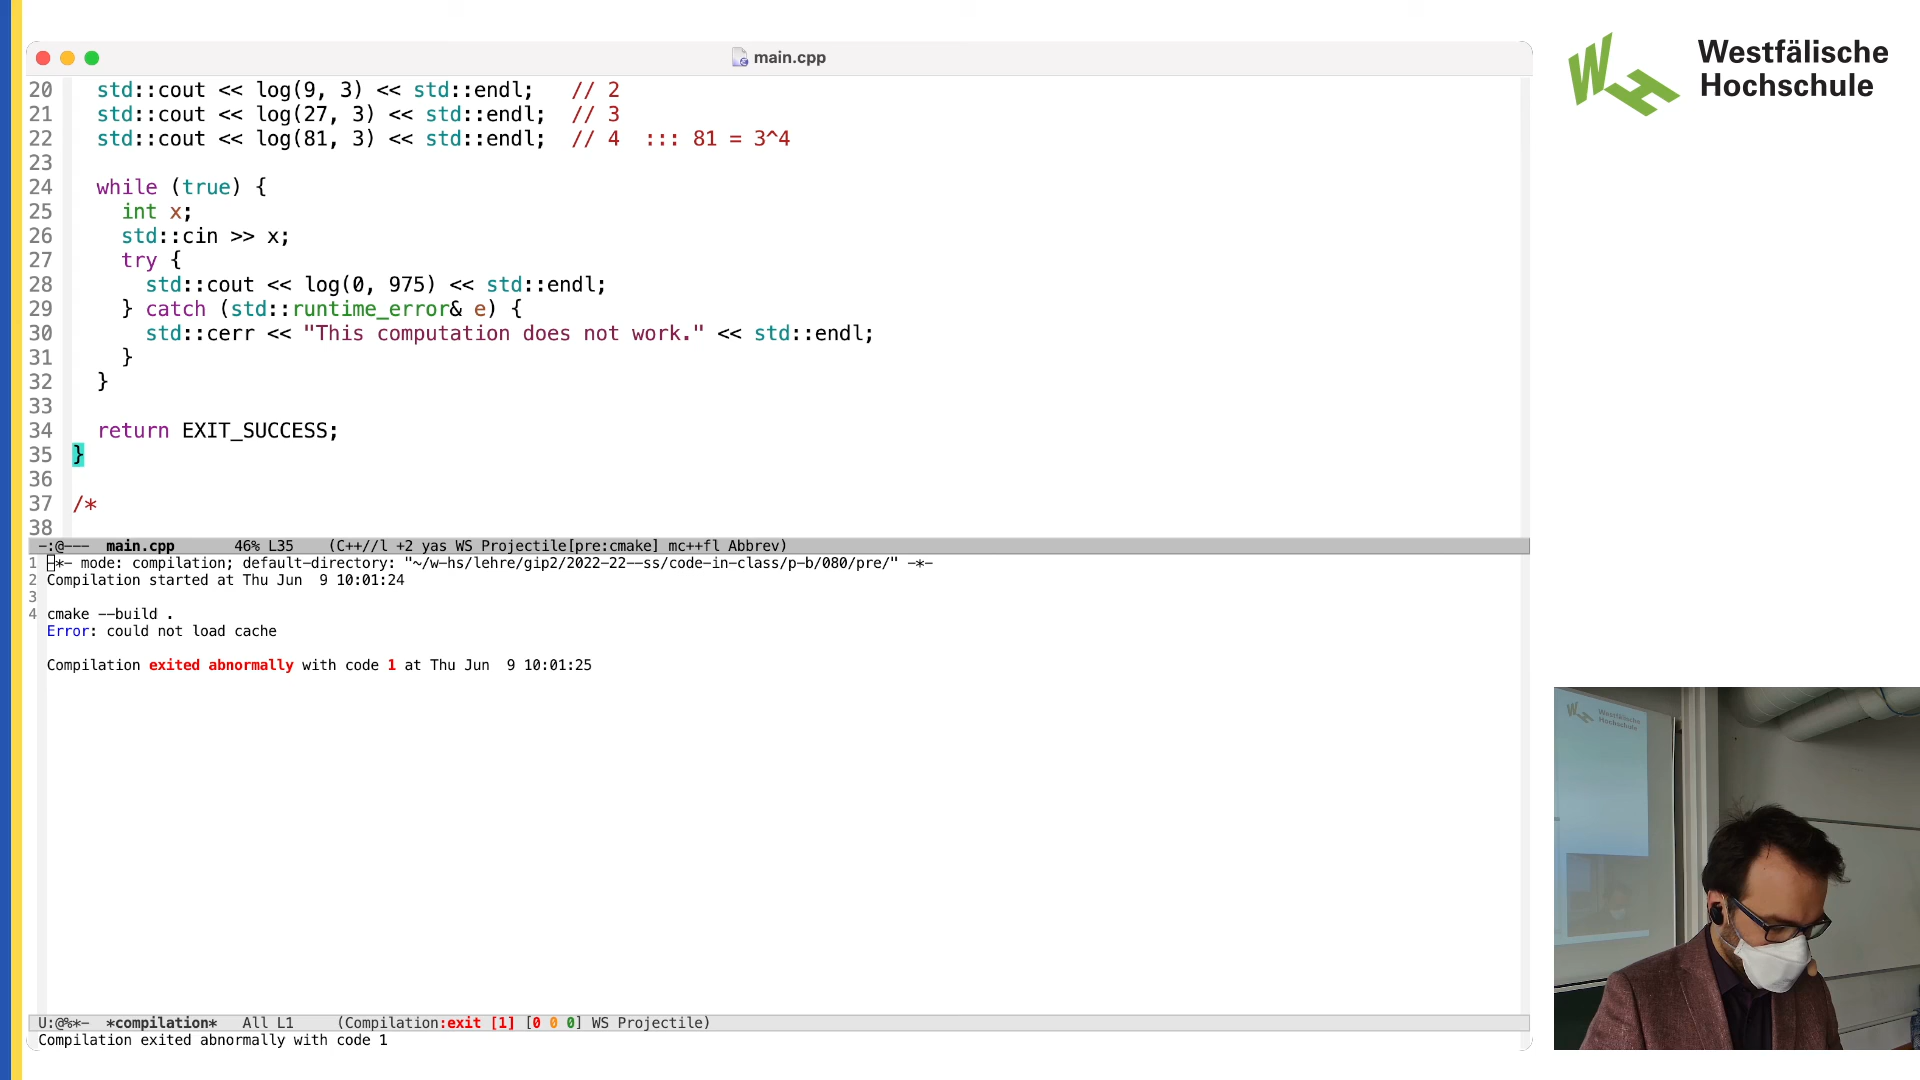 main.cpp
Westfälische
Hochschule
20 std::cout << log(9, 3) << std::endl; // 2
21 std::cout << log(27, 3) << std::endl; // 3
22 std::cout << log(81, 3) << std::endl; // 4 ::: 81 = 3^4
23
24 while (true) {
25 int x;
26 std::cin >> x;
27 try {
28 std::cout << log(0, 975) << std::endl;
29 } catch (std::runtime_error& e) {
30 std::cerr << "This computation does not work." << std::endl;
31 }
32 }
33
34 return EXIT_SUCCESS;
35 }
36
37 /*
38
-:@--- main.cpp 46% L35 (C++//l +2 yas WS Projectile[pre:cmake] mc++fl Abbrev)
1 -*- mode: compilation; default-directory: "~/w-hs/lehre/gip2/2022-22--ss/code-in-class/p-b/080/pre/" -*-
2 Compilation started at Thu Jun  9 10:01:24
3
4 cmake --build .
Error: could not load cache
Compilation exited abnormally with code 1 at Thu Jun  9 10:01:25
U:@%*- *compilation* All L1 (Compilation:exit [1] [0 0 0] WS Projectile)
Compilation exited abnormally with code 1
Westfälische
Hochschule